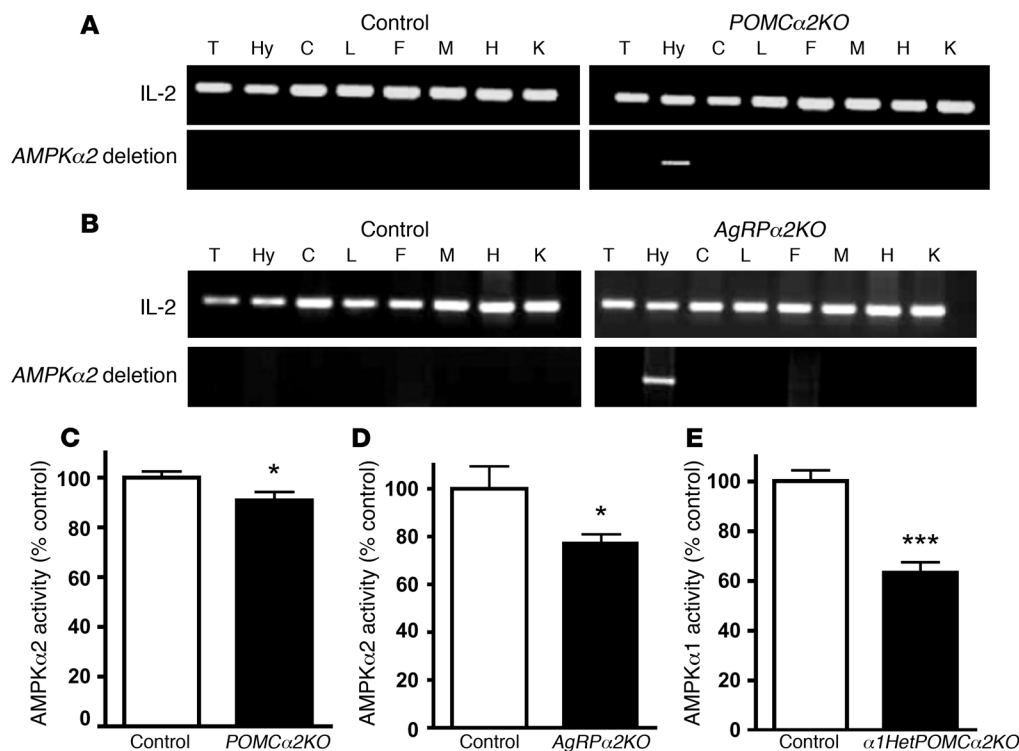 A
Control
POMCα2KO
T Hy C L F M H K
T Hy C L F M H K
IL-2
AMPKα2 deletion
B
Control
AgRPα2KO
T Hy C L F M H K
T Hy C L F M H K
IL-2
AMPKα2 deletion
C
AMPKα2 activity (% control)
100
80
60
40
20
0
*
Control
POMCα2KO
D
AMPKα2 activity (% control)
100
80
60
40
20
0
*
Control
AgRPα2KO
E
AMPKα1 activity (% control)
100
80
60
40
20
0
***
Control
α1HetPOMCα2KO